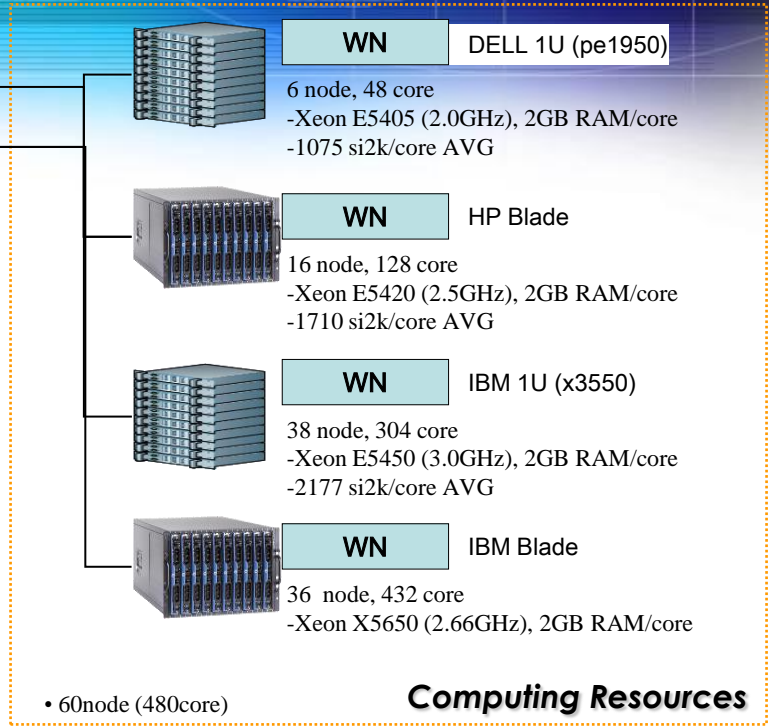 WN DELL 1U (pe1950)
6 node, 48 core
-Xeon E5405 (2.0GHz), 2GB RAM/core
-1075 si2k/core AVG
WN HP Blade
16 node, 128 core
-Xeon E5420 (2.5GHz), 2GB RAM/core
-1710 si2k/core AVG
WN IBM 1U (x3550)
38 node, 304 core
-Xeon E5450 (3.0GHz), 2GB RAM/core
-2177 si2k/core AVG
WN IBM Blade
36 node, 432 core
-Xeon X5650 (2.66GHz), 2GB RAM/core
• 60node (480core)
Computing Resources